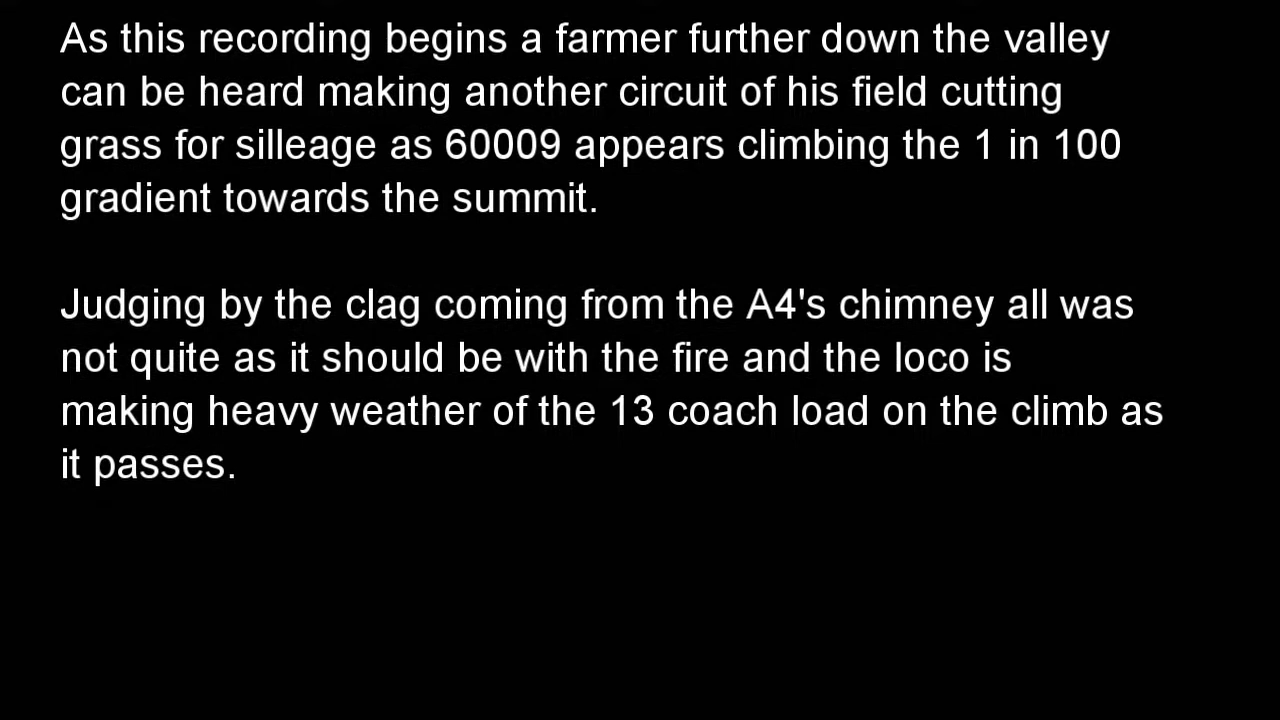 As this recording begins a farmer further down the valley
can be heard making another circuit of his field cutting
grass for silleage as 60009 appears climbing the 1 in 100
gradient towards the summit.
Judging by the clag coming from the A4's chimney all was
not quite as it should be with the fire and the loco is
making heavy weather of the 13 coach load on the climb as
it passes.